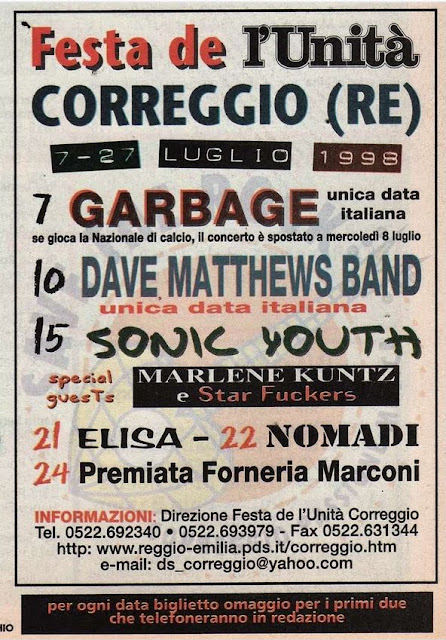 Festa de l'Unità
CORREGGIO (RE)
7-27 LUGLIO 1998
7 GARBAGE unica data
italiana
se gioca la Nazionale di calcio, il concerto è spostato a mercoledì 8 luglio
10 DAVE MATTHEWS BAND
unica data italiana
15 SONIC YOUTH
special
guesTs
MARLENE KUNTZ
e Star Fuckers
21 ELISA - 22 NOMADI
24 Premiata Forneria Marconi
INFORMAZIONI: Direzione Festa de l'Unità Correggio
Tel. 0522.692340 • 0522.693979 - Fax 0522.631344
http: www.reggio-emilia.pds.it/correggio.htm
e-mail: ds_correggio@yahoo.com
per ogni data biglietto omaggio per i primi due
che telefoneranno in redazione
HIO